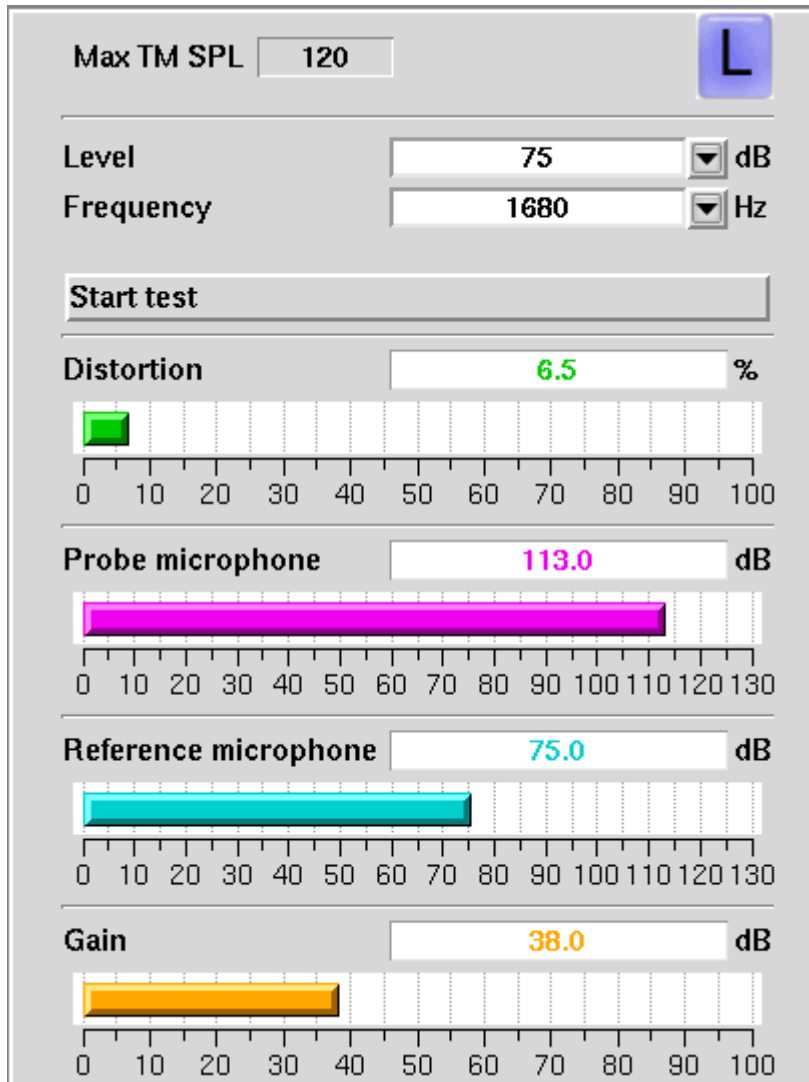 Max TM SPL 120 L
Level 75 dB
Frequency 1680 Hz
Start test
Distortion 6.5 %
0 10 20 30 40 50 60 70 80 90 100
Probe microphone 113.0 dB
0 10 20 30 40 50 60 70 80 90 100 110 120 130
Reference microphone 75.0 dB
0 10 20 30 40 50 60 70 80 90 100 110 120 130
Gain 38.0 dB
0 10 20 30 40 50 60 70 80 90 100